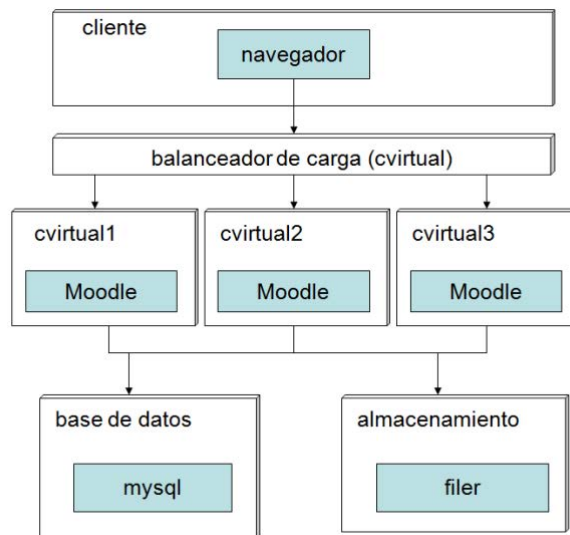 cliente
navegador
balanceador de carga (cvirtual)
cvirtual1
cvirtual2
cvirtual3
Moodle
Moodle
Moodle
base de datos
almacenamiento
mysql
filer